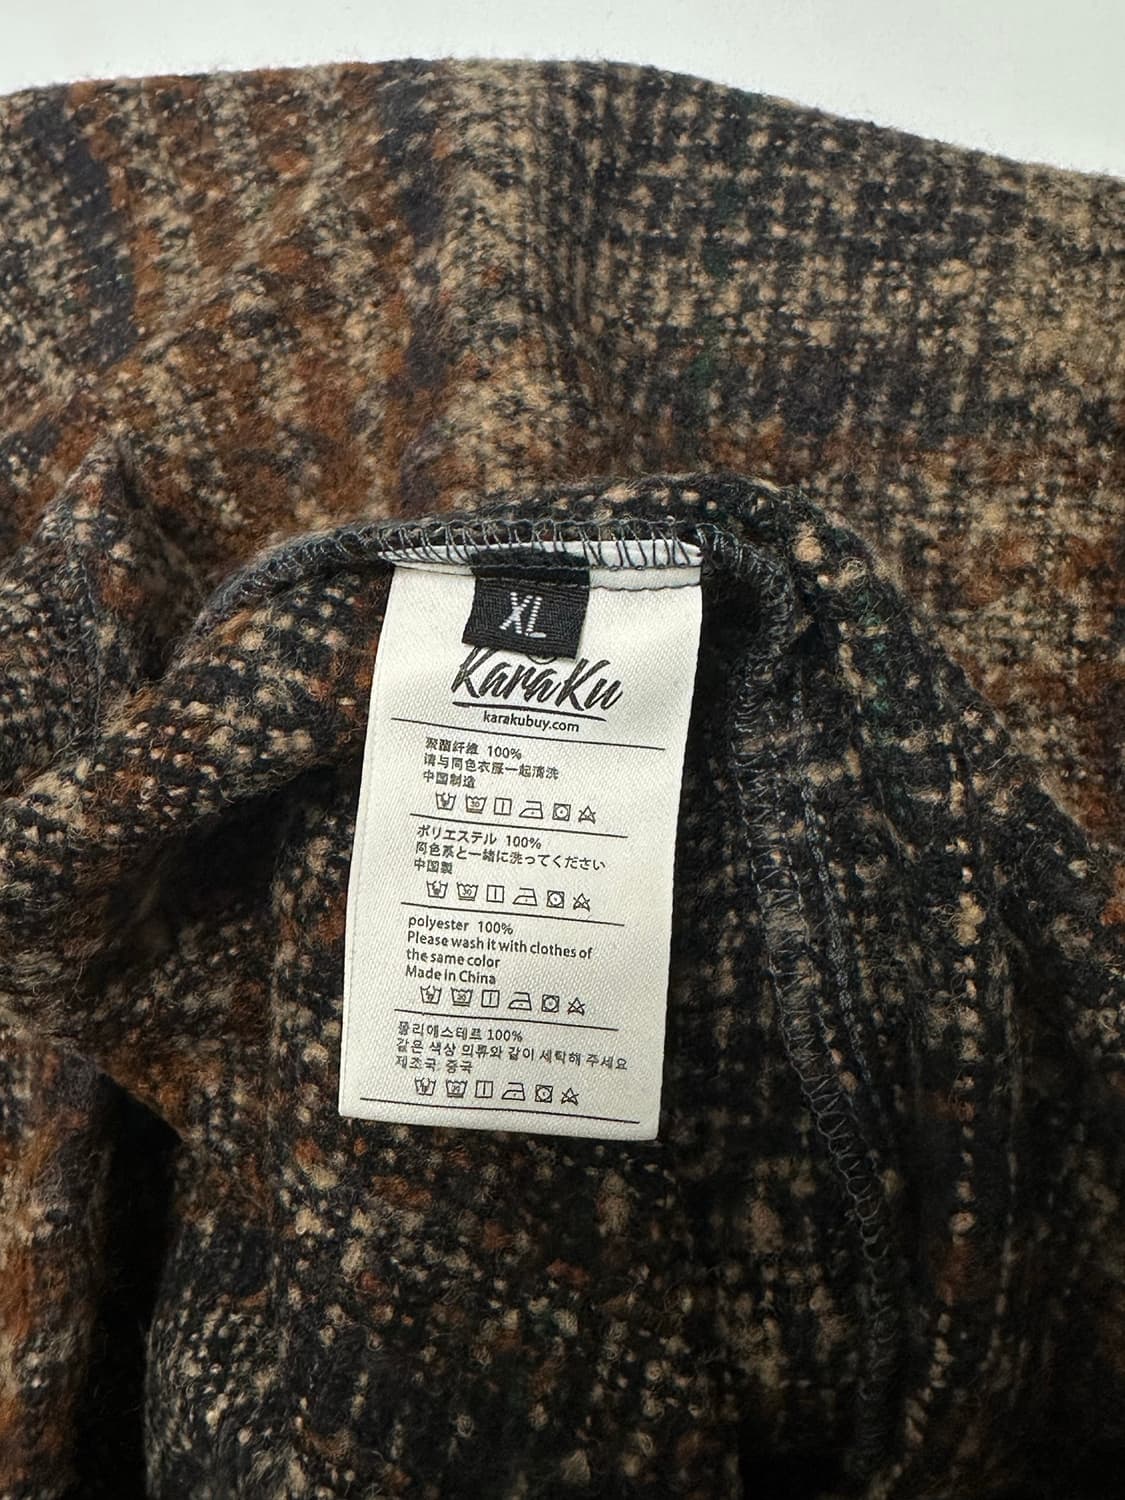 XL
KaraKu
karakubuy.com
聚酯纤维 100%
请与同色衣服一起清洗
中国制造
ポリエステル 100%
同色系と一緒に洗ってください
中国製
polyester 100%
Please wash it with clothes of
the same color
Made in China
폴리에스테르 100%
같은 색상 의류와 같이 세탁해 주세요
제조국: 중국